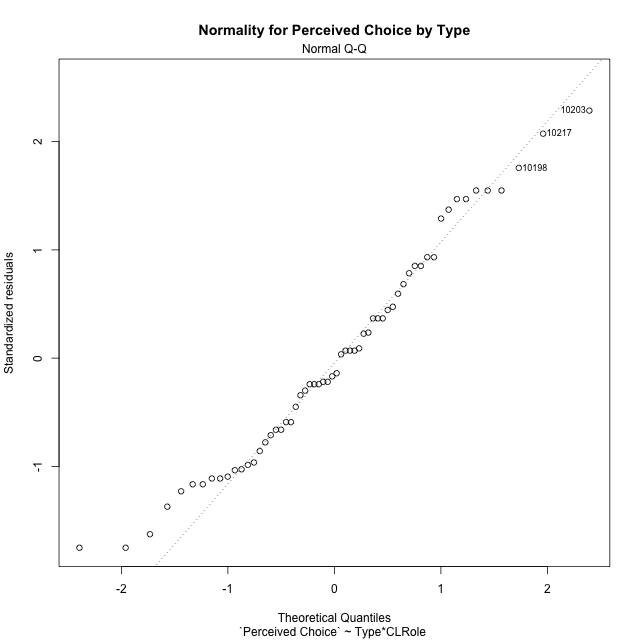 Normality for Perceived Choice by Type
Normal Q-Q
2
1
0
-1
Standardized residuals
10203
10217
10198
-2 -1 0 1 2
Theoretical Quantiles
`Perceived Choice` ~ Type*CLRole